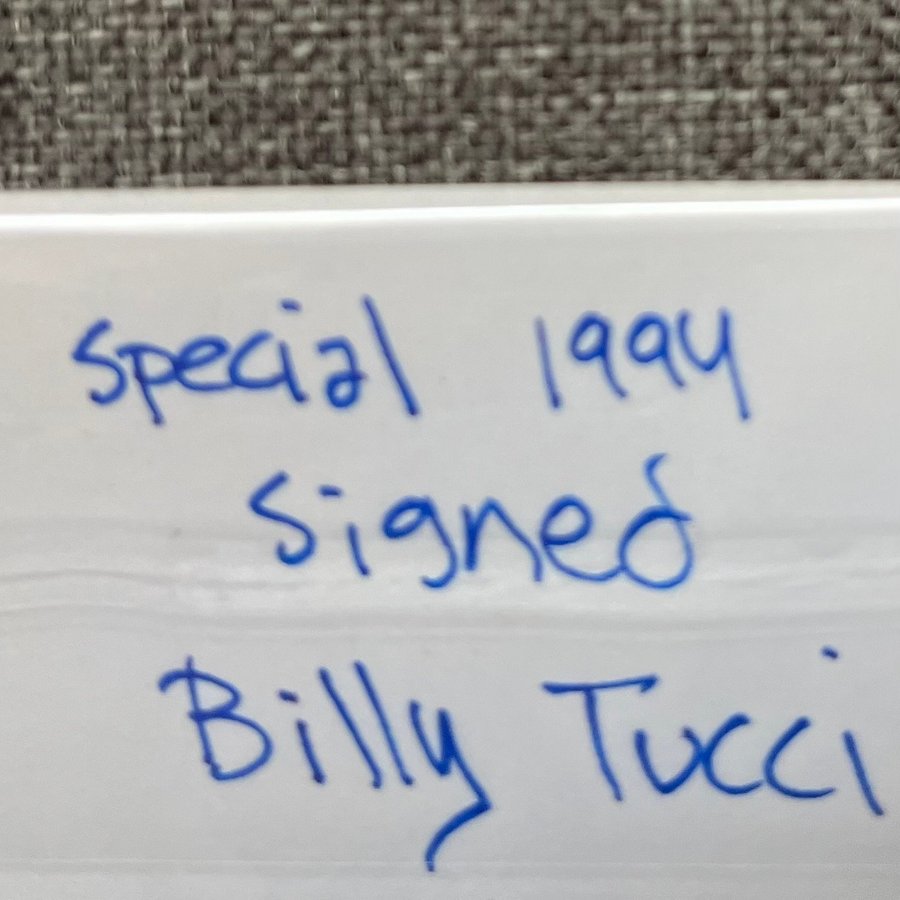 Special 1994
Signed
Billy Tucci